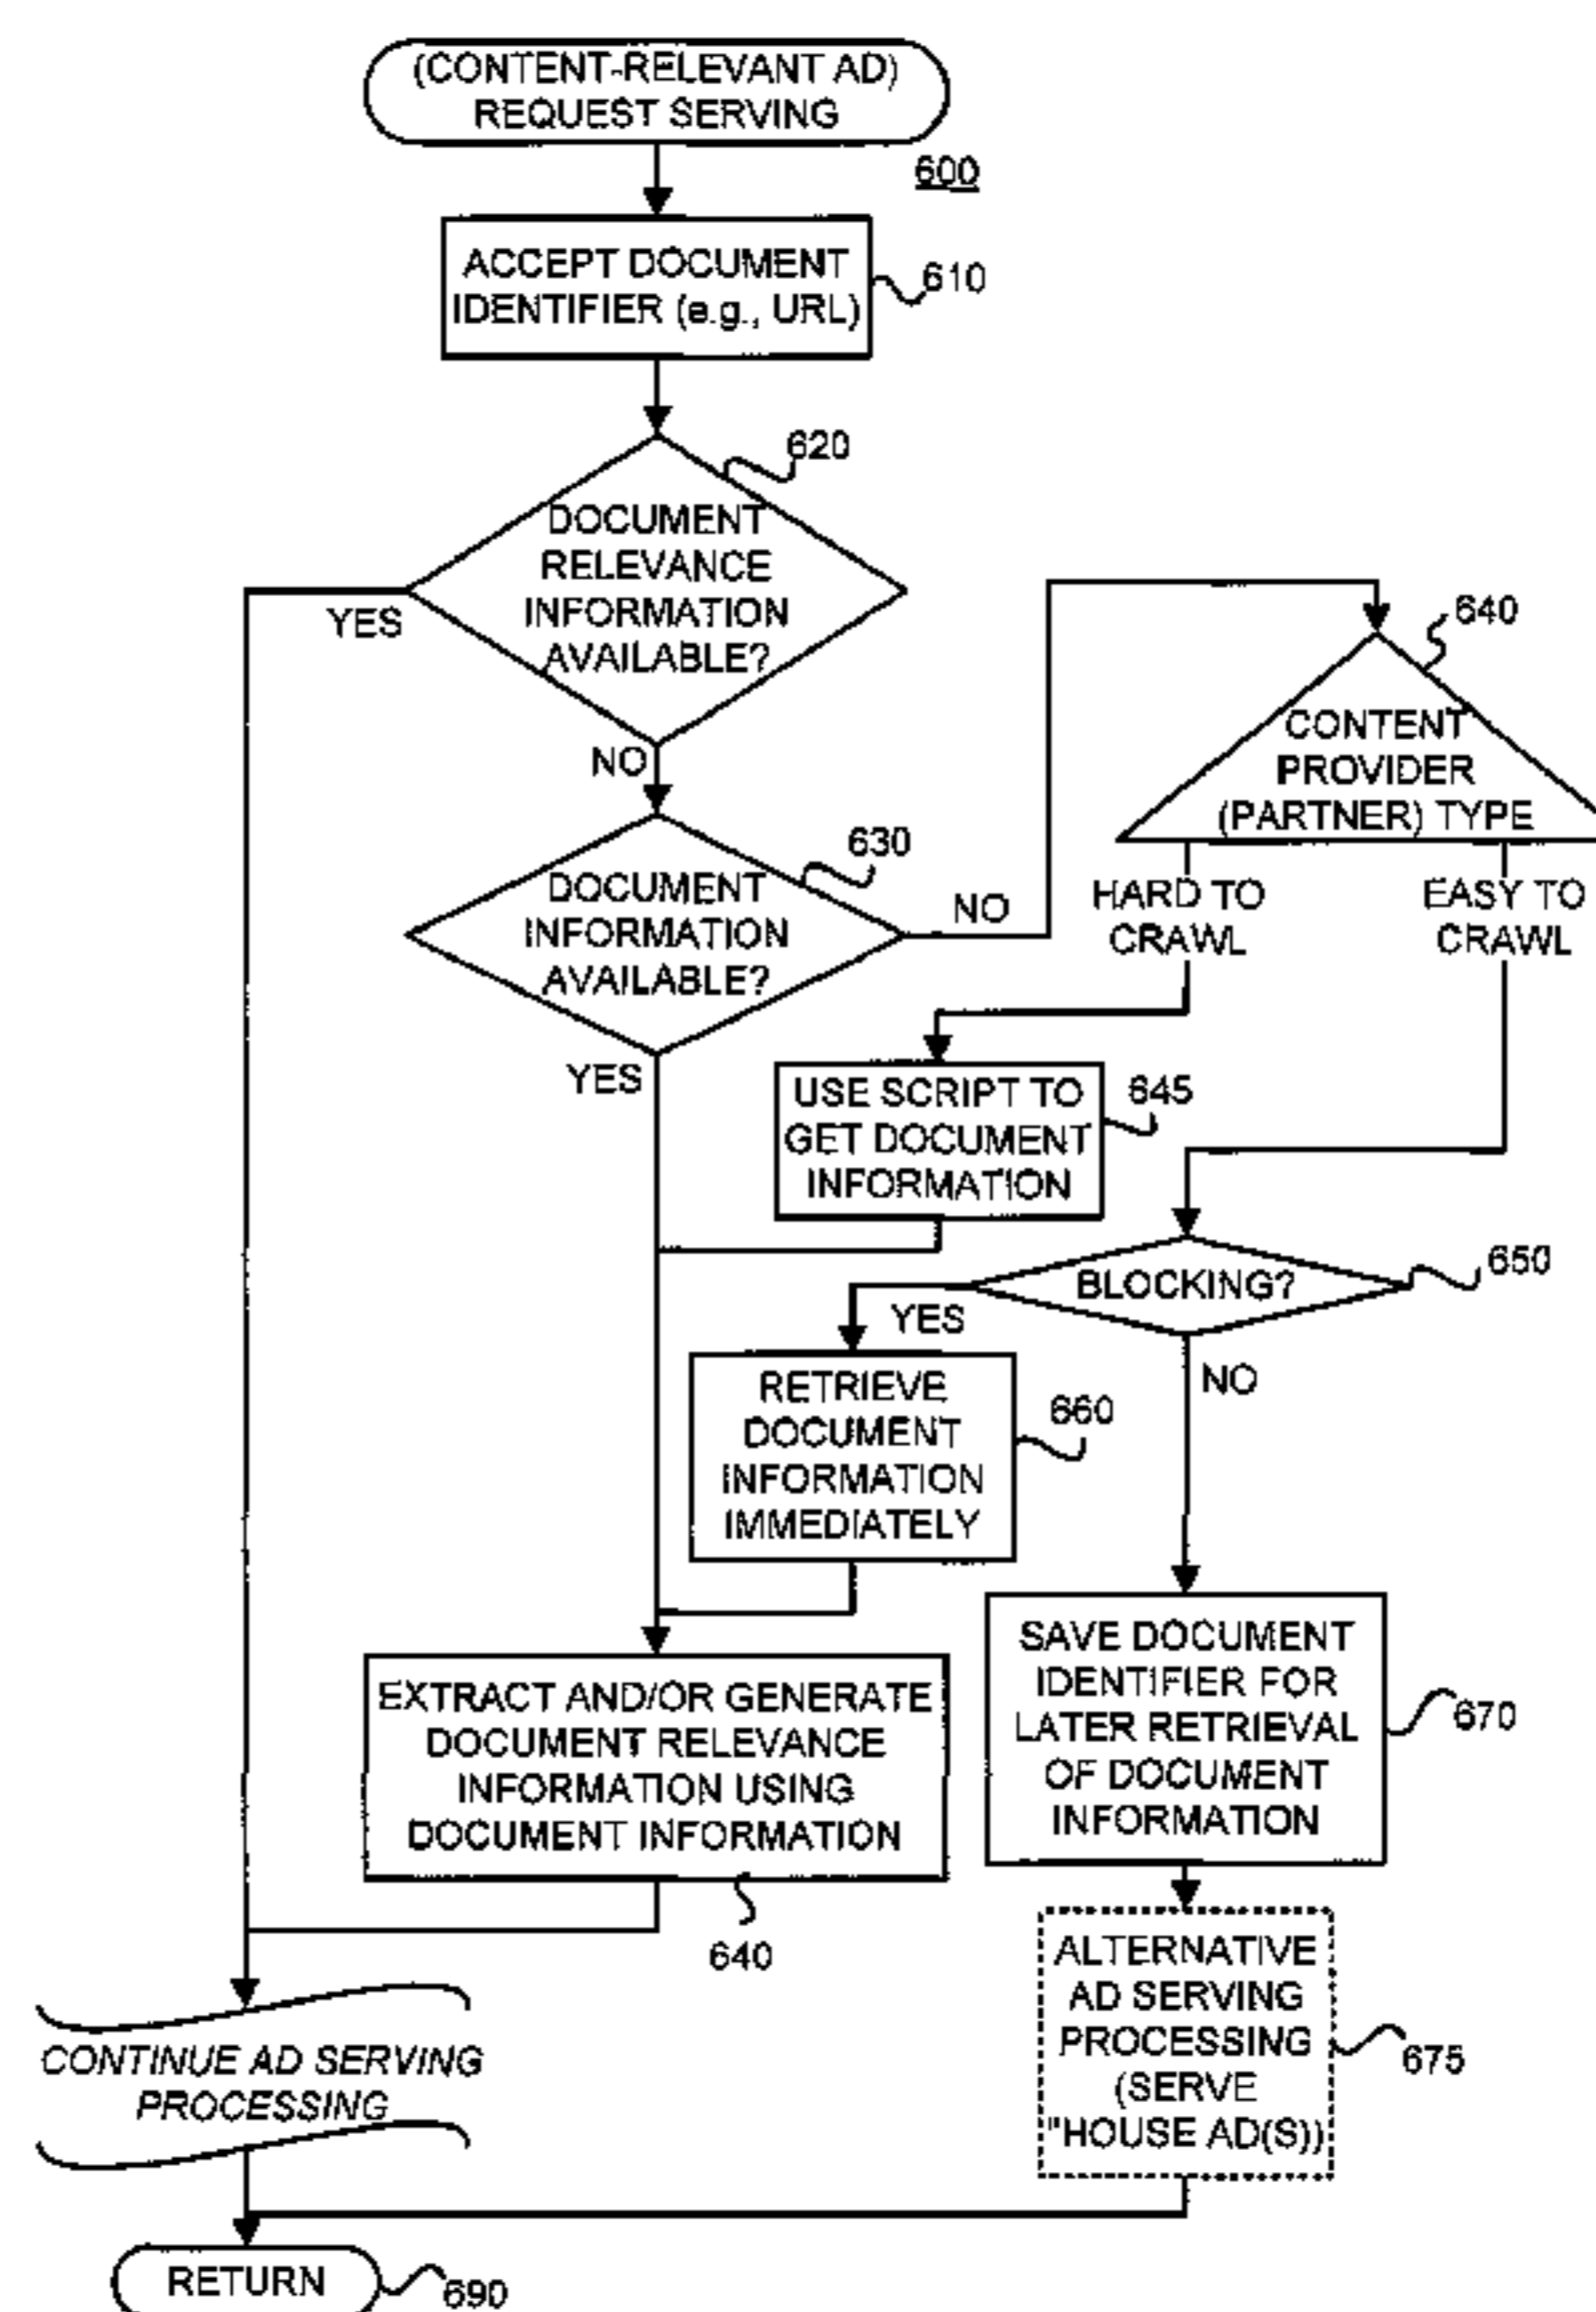 (CONTENT-RELEVANT AD)
REQUEST SERVING
600
ACCEPT DOCUMENT
IDENTIFIER (e.g., URL)
610
620
DOCUMENT
RELEVANCE
INFORMATION
AVAILABLE?
YES
NO
640
CONTENT
PROVIDER
(PARTNER) TYPE
630
DOCUMENT
INFORMATION
AVAILABLE?
NO
YES
HARD TO
CRAWL
EASY TO
CRAWL
USE SCRIPT TO
GET DOCUMENT
INFORMATION
645
BLOCKING?
650
YES
NO
RETRIEVE
DOCUMENT
INFORMATION
IMMEDIATELY
660
EXTRACT AND/OR GENERATE
DOCUMENT RELEVANCE
INFORMATION USING
DOCUMENT INFORMATION
640
SAVE DOCUMENT
IDENTIFIER FOR
LATER RETRIEVAL
OF DOCUMENT
INFORMATION
670
ALTERNATIVE
AD SERVING
PROCESSING
(SERVE
"HOUSE AD(S))
675
CONTINUE AD SERVING
PROCESSING
RETURN
690